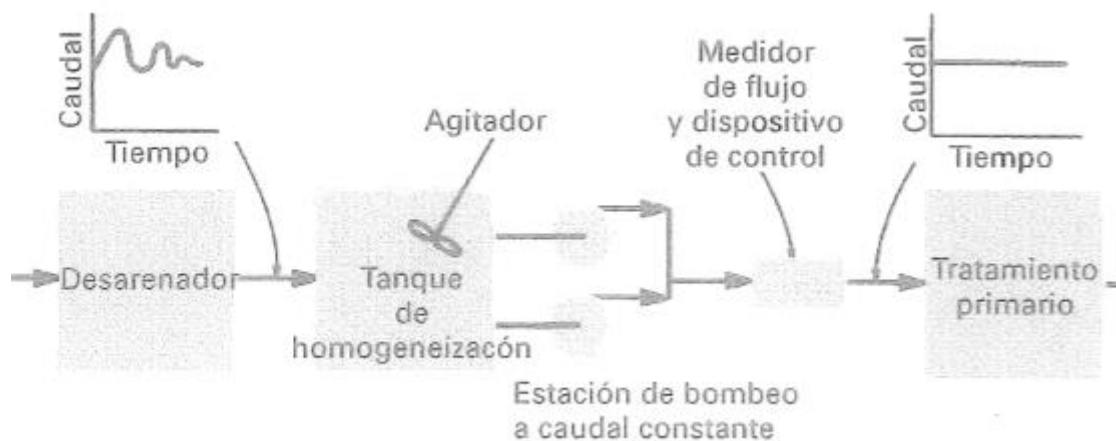 Caudal
Tiempo
Agitador
Medidor
de flujo
y dispositivo
de control
Caudal
Tiempo
Desarenador
Tanque
de
homogeneizacón
Tratamiento
primario
Estación de bombeo
a caudal constante